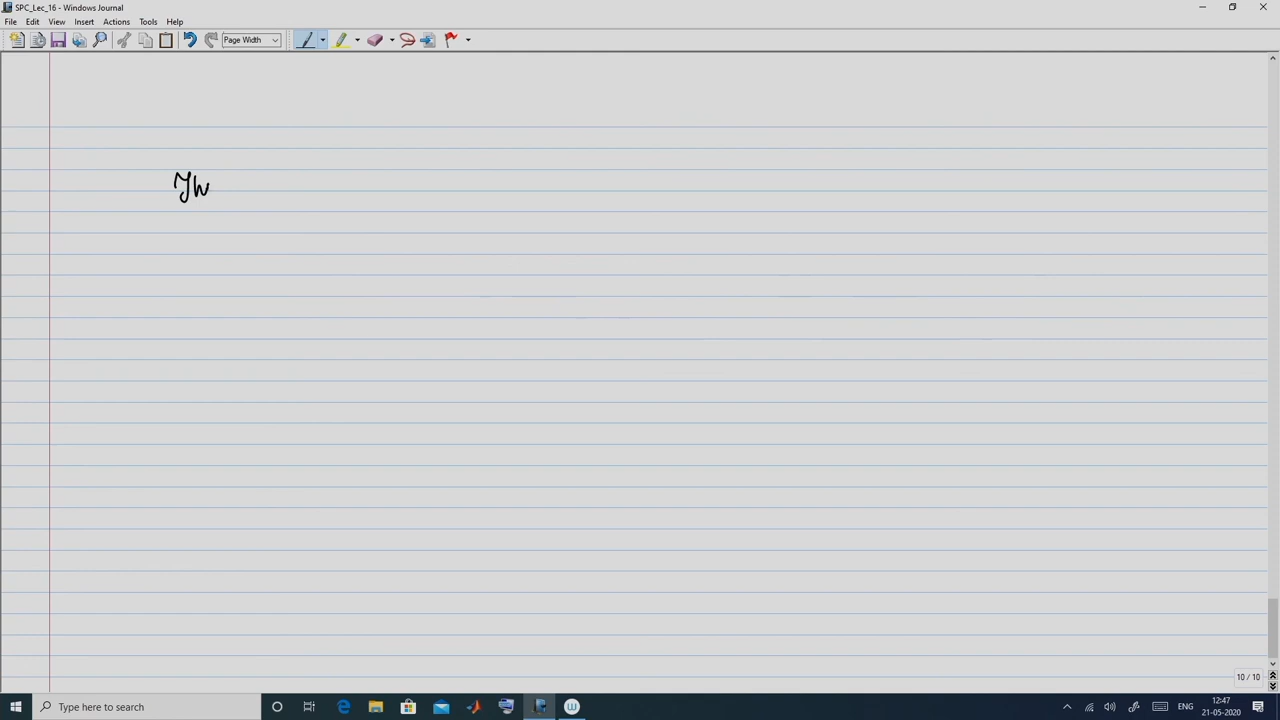 SPC_Lec_16 - Windows Journal
File Edit View Insert Actions Tools Help
Page Width
Th
10 / 10
Type here to search
ENG
12:47
21-05-2020